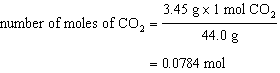 number of moles of CO₂ = 3.45 g x 1 mol CO₂ / 44.0 g
= 0.0784 mol